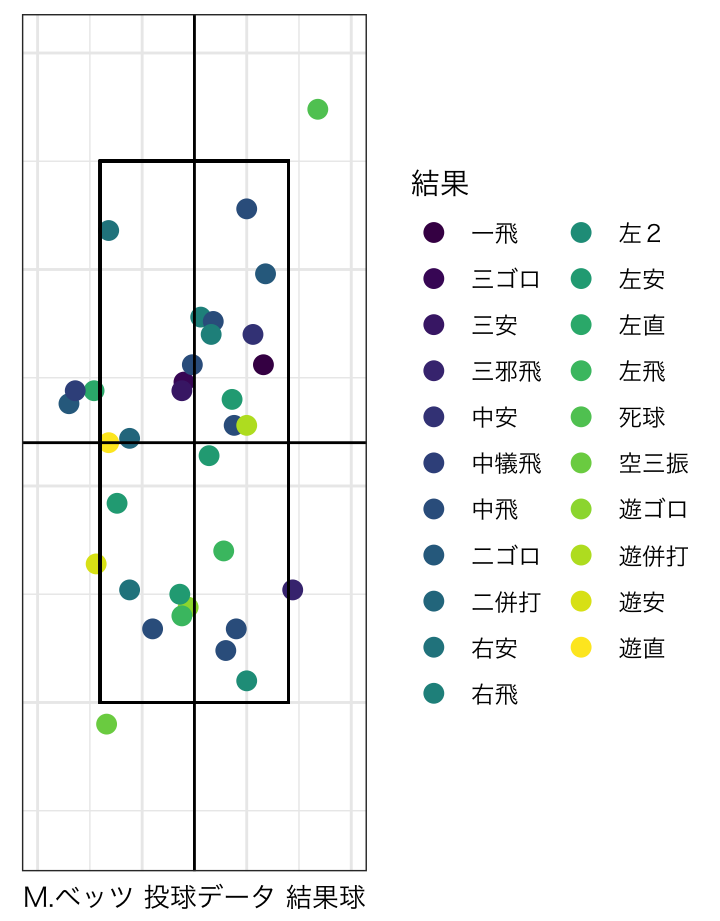 結果
一飛
三ゴロ
三安
三邪飛
中安
中犠飛
中飛
二ゴロ
二併打
右安
右飛
左２
左安
左直
左飛
死球
空三振
遊ゴロ
遊併打
遊安
遊直
M.ベッツ 投球データ 結果球